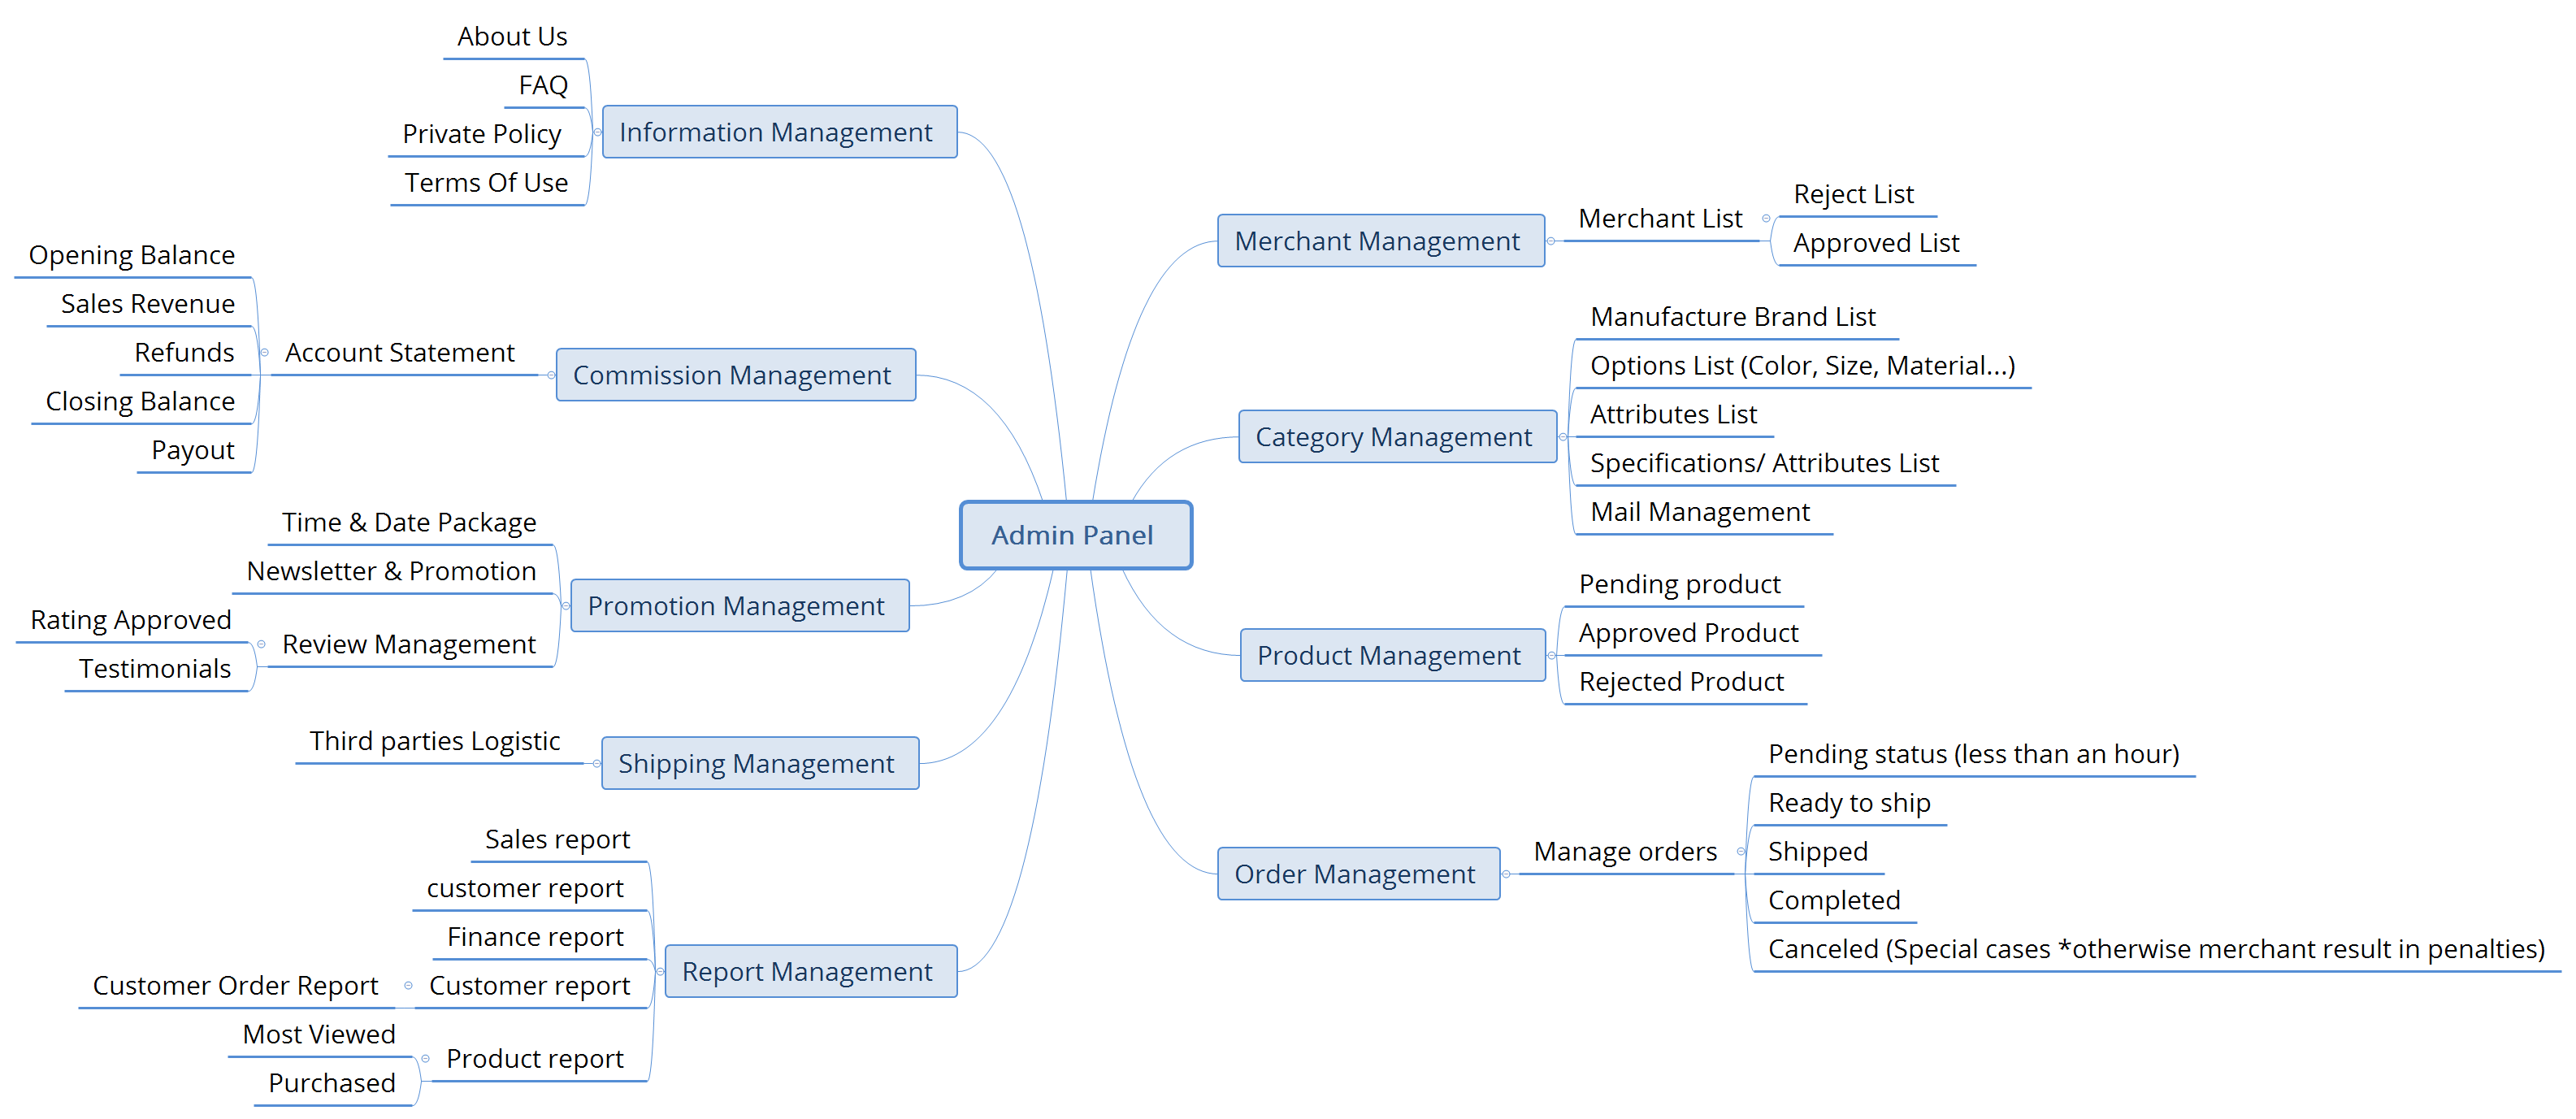 Admin Panel
Information Management
About Us
FAQ
Private Policy
Terms Of Use
Commission Management
Account Statement
Opening Balance
Sales Revenue
Refunds
Closing Balance
Payout
Promotion Management
Time & Date Package
Newsletter & Promotion
Review Management
Rating Approved
Testimonials
Shipping Management
Third parties Logistic
Report Management
Sales report
customer report
Finance report
Customer report
Customer Order Report
Product report
Most Viewed
Purchased
Merchant Management
Merchant List
Reject List
Approved List
Category Management
Manufacture Brand List
Options List (Color, Size, Material...)
Attributes List
Specifications/ Attributes List
Mail Management
Product Management
Pending product
Approved Product
Rejected Product
Order Management
Manage orders
Pending status (less than an hour)
Ready to ship
Shipped
Completed
Canceled (Special cases *otherwise merchant result in penalties)